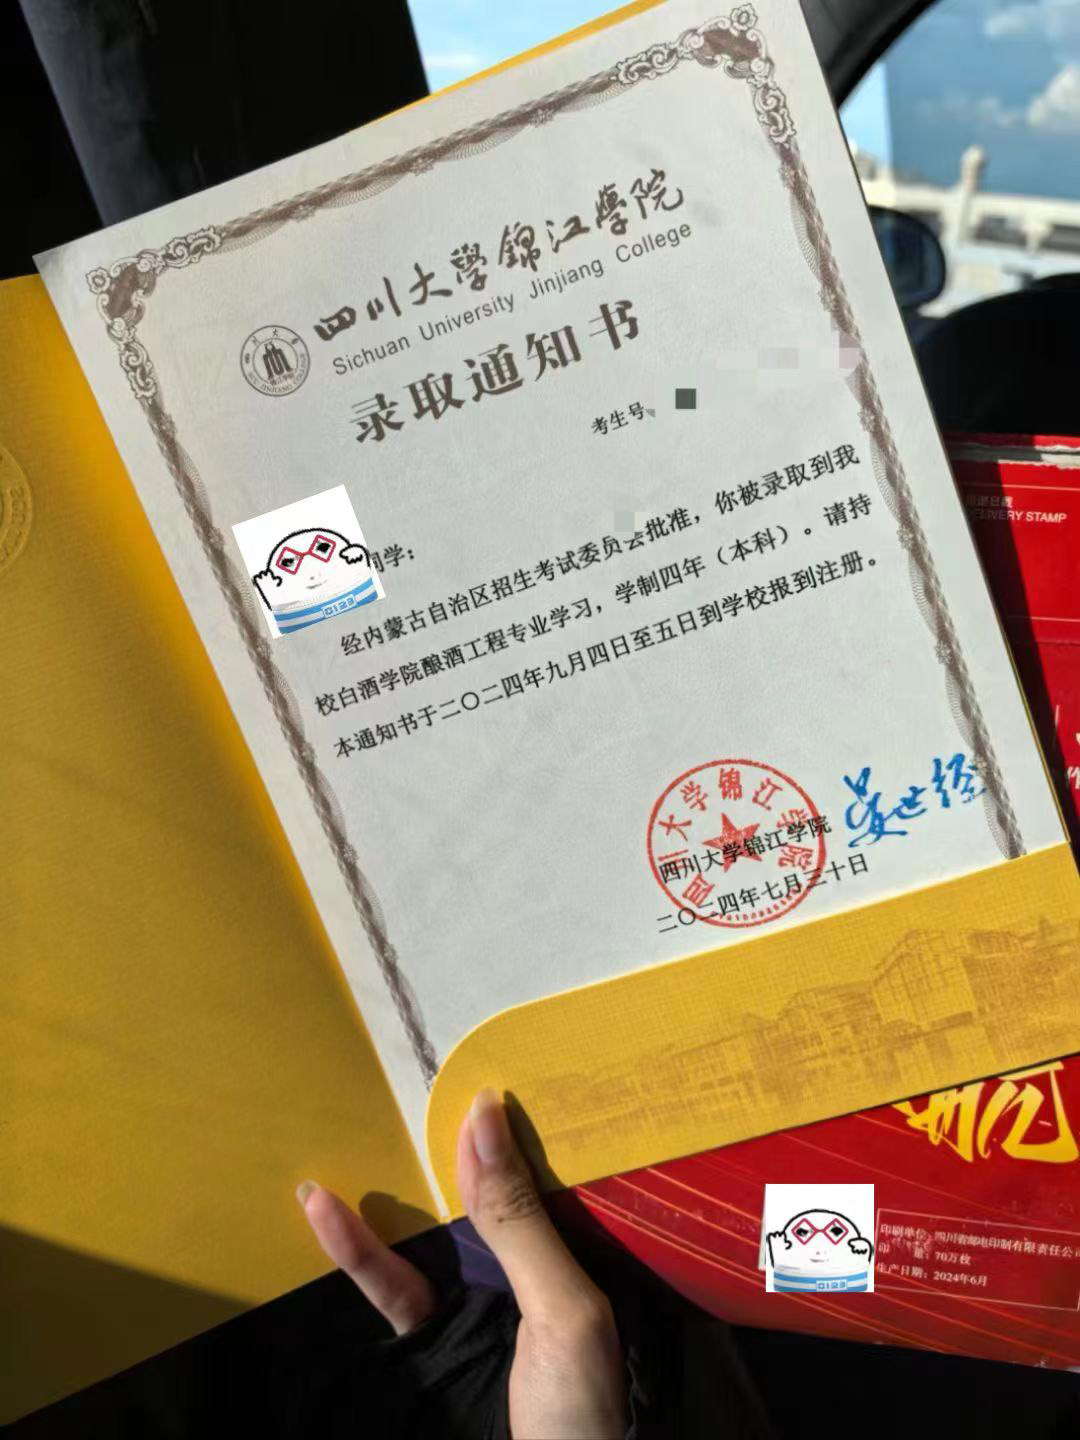 四川大學錦江學院
Sichuan University Jinjiang College
录取通知书
考生号
同学：
经内蒙古自治区招生考试委员会批准，你被录取到我
校白酒学院酿酒工程专业学习，学制四年（本科）。请持
本通知书于二〇二四年九月四日至五日到学校报到注册。
四川大学锦江学院
四川大学锦江学院
二〇二四年七月三十日
DELIVERY STAMP
0123
印刷单位：四川省邮电印制有限责任公司
印 量：70万枚
生产日期：2024年6月
0123